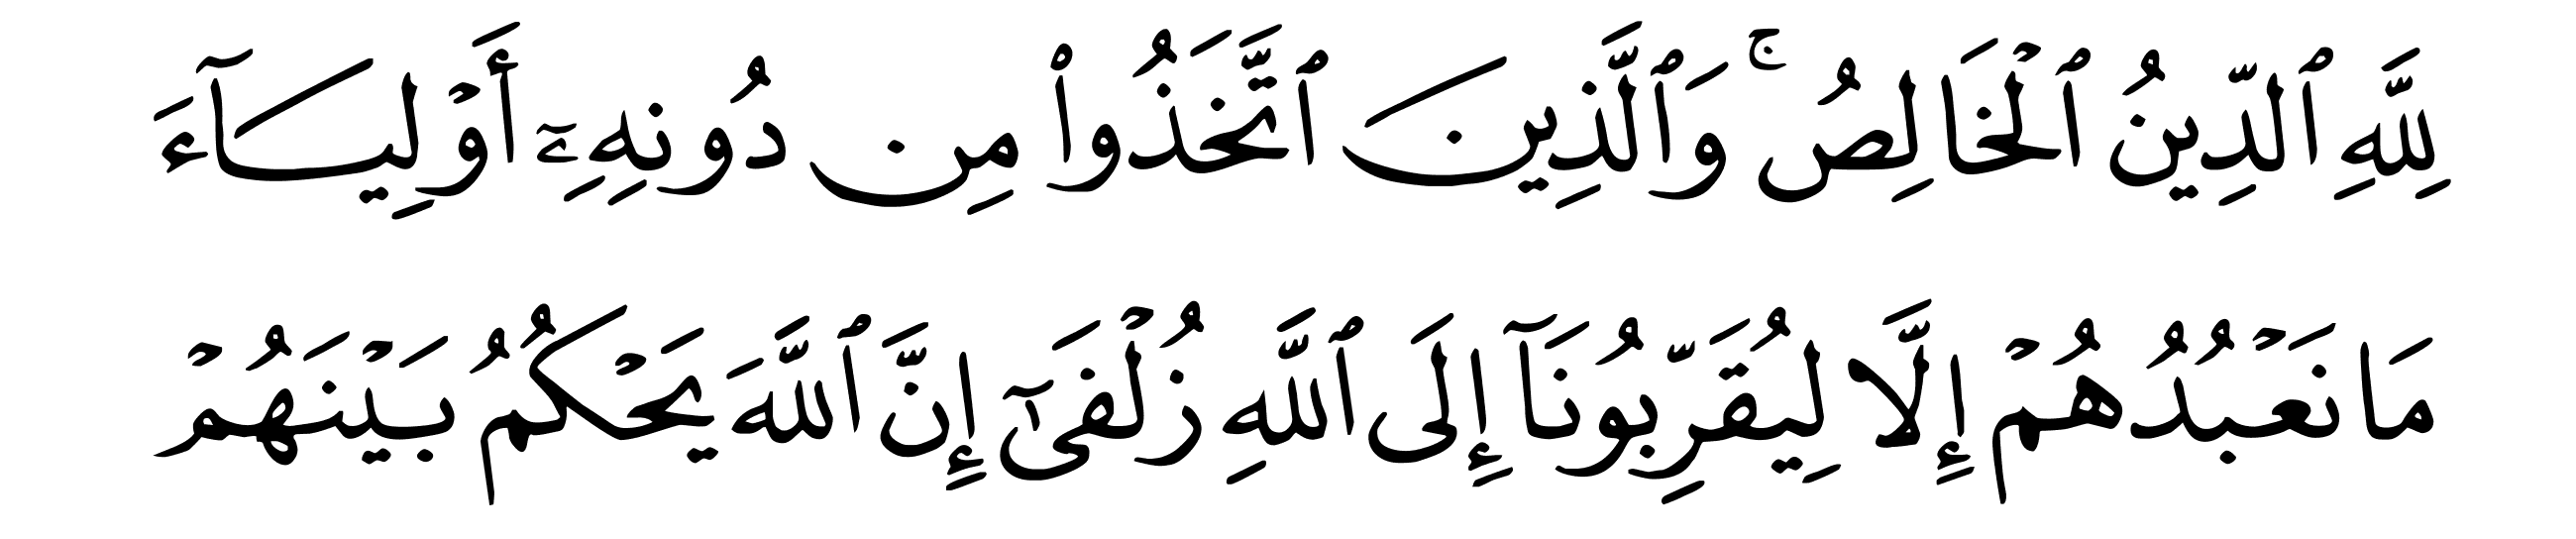 لِلَّهِ ٱلدِّينُ ٱلْخَالِصُ ۚ وَٱلَّذِينَ ٱتَّخَذُوا۟ مِن دُونِهِۦٓ أَوْلِيَآءَ
مَا نَعْبُدُهُمْ إِلَّا لِيُقَرِّبُونَآ إِلَى ٱللَّهِ زُلْفَىٰٓ إِنَّ ٱللَّهَ يَحْكُمُ بَيْنَهُمْ